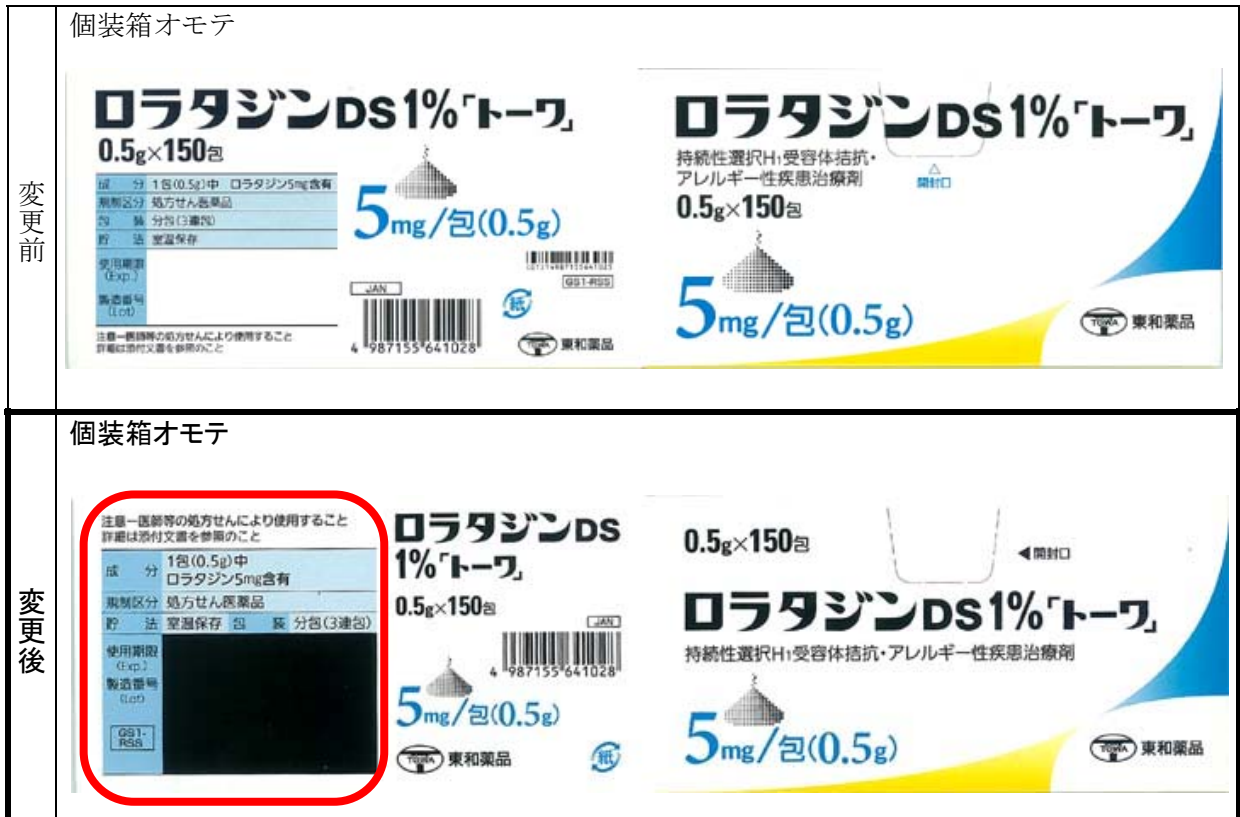 変更前
個装箱オモテ
ロラタジンDS1%「トーワ」
0.5g×150包
成　分 1包(0.5g)中　ロラタジン5mg含有
規制区分 処方せん医薬品
包　装 分包(3連包)
貯　法 室温保存
使用期限
(Exp.)
製造番号
(Lot)
注意－医師等の処方せんにより使用すること
詳細は添付文書を参照のこと
5mg/包(0.5g)
JAN
4 987155 641028
GS1-RSS
紙
TOWA 東和薬品
ロラタジンDS1%「トーワ」
持続性選択H₁受容体拮抗・
アレルギー性疾患治療剤
開封口
0.5g×150包
5mg/包(0.5g)
TOWA 東和薬品
変更後
個装箱オモテ
注意－医師等の処方せんにより使用すること
詳細は添付文書を参照のこと
成　分 1包(0.5g)中
ロラタジン5mg含有
規制区分 処方せん医薬品
貯　法 室温保存 包　装 分包(3連包)
使用期限
(Exp.)
製造番号
(Lot)
GS1-
RSS
ロラタジンDS
1%「トーワ」
0.5g×150包
JAN
4 987155 641028
5mg/包(0.5g)
TOWA 東和薬品
紙
0.5g×150包
開封口
ロラタジンDS1%「トーワ」
持続性選択H₁受容体拮抗・アレルギー性疾患治療剤
5mg/包(0.5g)
TOWA 東和薬品